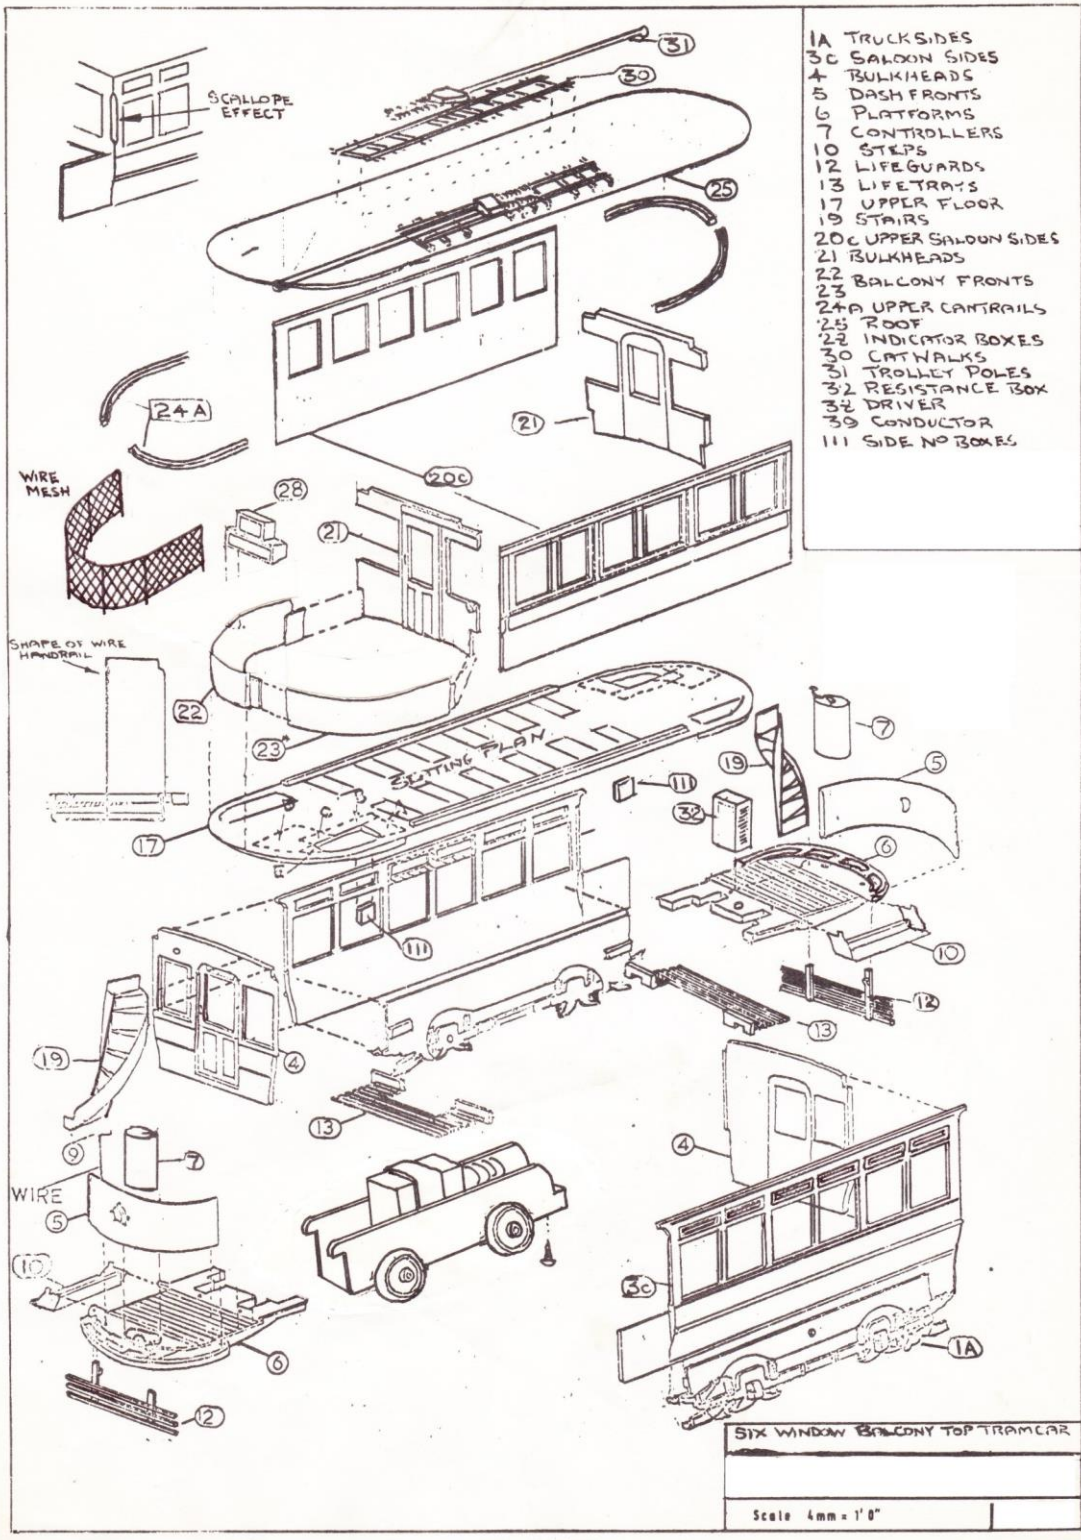 1A TRUCKSIDES
3C SALOON SIDES
4 BULKHEADS
5 DASH FRONTS
6 PLATFORMS
7 CONTROLLERS
10 STEPS
12 LIFEGUARDS
13 LIFETRAYS
17 UPPER FLOOR
19 STAIRS
20C UPPER SALOON SIDES
21 BULKHEADS
22
23 BALCONY FRONTS
24A UPPER CANTRAILS
25 ROOF
22 INDICATOR BOXES
30 CATWALKS
31 TROLLEY POLES
32 RESISTANCE BOX
32 DRIVER
39 CONDUCTOR
111 SIDE NO BOXES
SCALLOPE
EFFECT
31
30
25
24A
21
20C
WIRE
MESH
28
21
SHAPE OF WIRE
HANDRAIL
22
23
SETTING PLAN
17
111
19
7
5
D
32
6
10
12
13
111
4
19
13
9
7
WIRE
5
10
6
12
4
3C
1A
SIX WINDOW BALCONY TOP TRAMCAR
Scale 4mm = 1' 0"